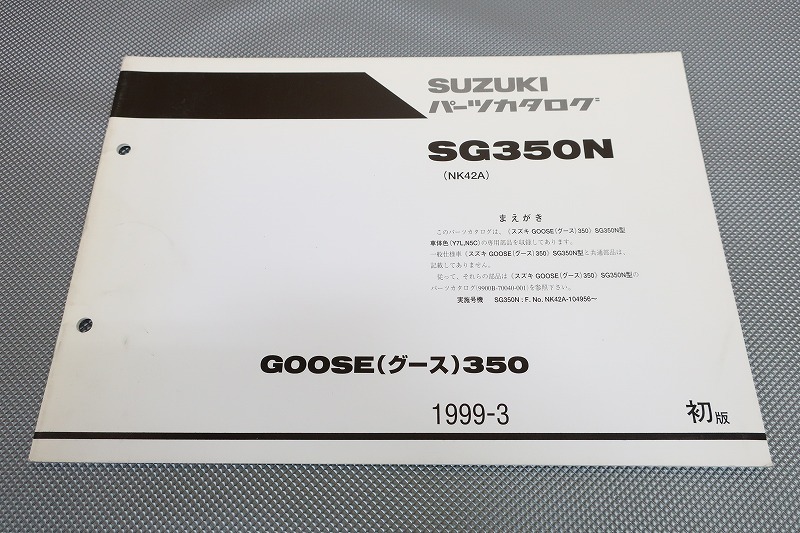 SUZUKI
パーツカタログ
SG350N
(NK42A)
まえがき
このパーツカタログは、(スズキ GOOSE(グース)350) SG350N型
車体色(Y7L,N5C)の専用部品を収録してあります。
一般仕様車 (スズキ GOOSE(グース)350) SG350N型と共通部品は、
記載してありません。
従って、それらの部品は (スズキ GOOSE(グース)350) SG350N型の
パーツカタログ(9900B-70040-001)を参照下さい。
実施号機 SG350N : F. No. NK42A-104956～
GOOSE(グース)350
1999-3
初版